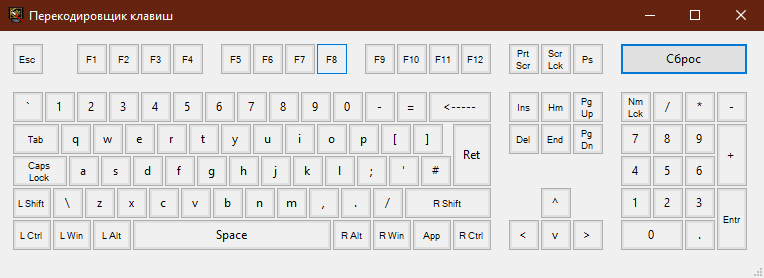 Перекодировщик клавиш
Esc F1 F2 F3 F4 F5 F6 F7 F8 F9 F10 F11 F12 Prt Scr Scr Lck Ps Сброс
` 1 2 3 4 5 6 7 8 9 0 - = <----- Ins Hm Pg Up Nm Lck / * -
Tab q w e r t y u i o p [ ] Ret Del End Pg Dn 7 8 9 +
Caps Lock a s d f g h j k l ; ' # 4 5 6
L Shift \ z x c v b n m , . / R Shift ^ 1 2 3 Entr
L Ctrl L Win L Alt Space R Alt R Win App R Ctrl < v > 0 .